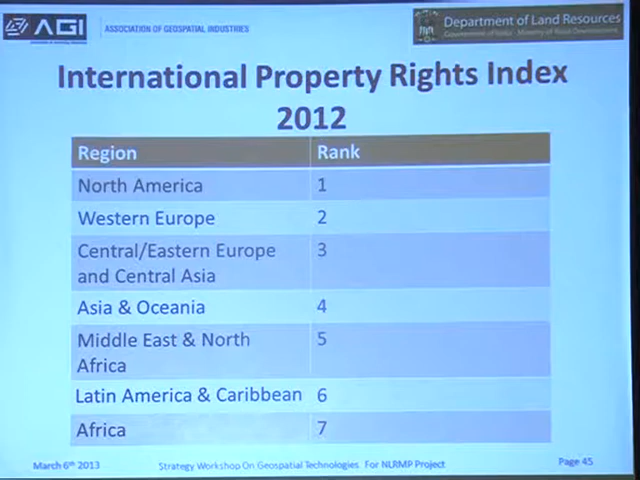 AGI ASSOCIATION OF GEOSPATIAL INDUSTRIES
Department of Land Resources
International Property Rights Index
2012
Region Rank
North America 1
Western Europe 2
Central/Eastern Europe 3
and Central Asia
Asia & Oceania 4
Middle East & North 5
Africa
Latin America & Caribbean 6
Africa 7
March 6th 2013 Strategy Workshop On Geospatial Technologies. For NLRMP Project Page 45